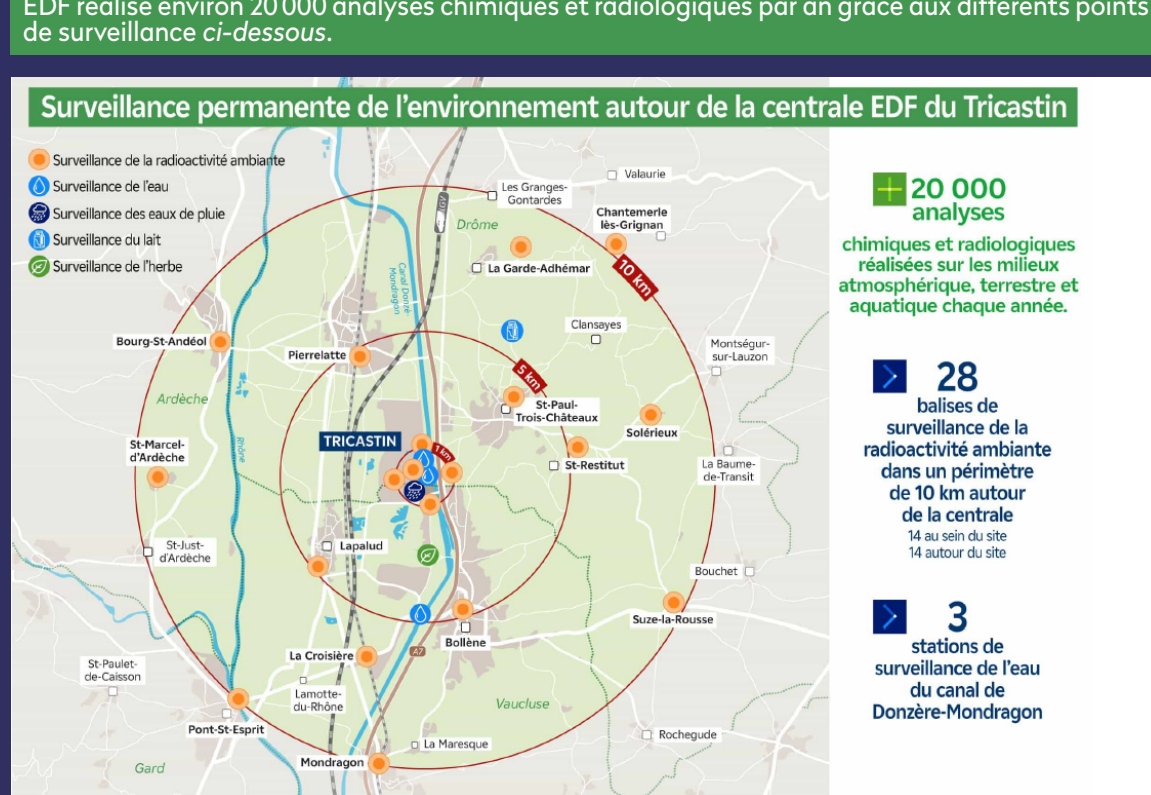 EDF réalise environ 20 000 analyses chimiques et radiologiques par an grâce aux différents points
de surveillance ci-dessous.
Surveillance permanente de l'environnement autour de la centrale EDF du Tricastin
Surveillance de la radioactivité ambiante
Surveillance de l'eau
Surveillance des eaux de pluie
Surveillance du lait
Surveillance de l'herbe
Valaurie
Les Granges-
Gontardes
Chantemerle
lès-Grignan
TGV
Drôme
La Garde-Adhémar
10 km
Canal Donzère-
Mondragon
Clansayes
Bourg-St-Andéol
Pierrelatte
Montségur-
sur-Lauzon
5 km
Ardèche
St-Paul-
Trois-Châteaux
Solérieux
TRICASTIN
1 km
Rhône
St-Marcel-
d'Ardèche
St-Restitut
La Baume-
de-Transit
St-Just-
d'Ardèche
Lapalud
Bouchet
Suze-la-Rousse
Bollène
A7
La Croisière
St-Paulet-
de-Caisson
Lamotte-
du-Rhône
Vaucluse
Pont-St-Esprit
Rochegude
La Maresque
Mondragon
Gard
20 000
analyses
chimiques et radiologiques
réalisées sur les milieux
atmosphérique, terrestre et
aquatique chaque année.
28
balises de
surveillance de la
radioactivité ambiante
dans un périmètre
de 10 km autour
de la centrale
14 au sein du site
14 autour du site
3
stations de
surveillance de l'eau
du canal de
Donzère-Mondragon